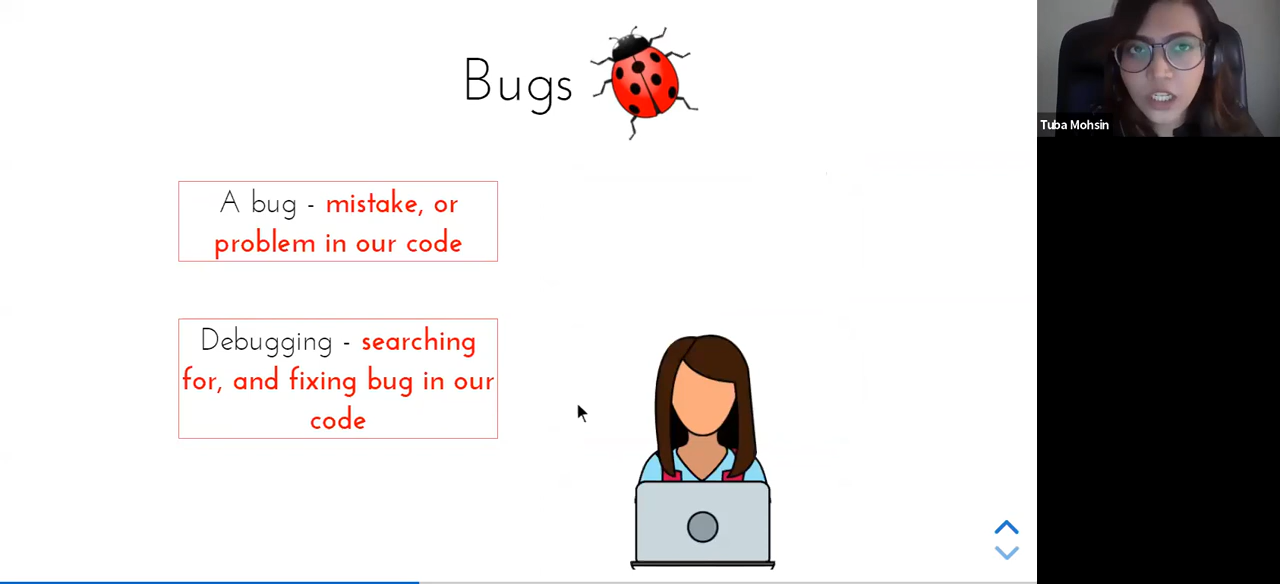 Bugs
Tuba Mohsin
A bug - mistake, or
problem in our code
Debugging - searching
for, and fixing bug in our
code